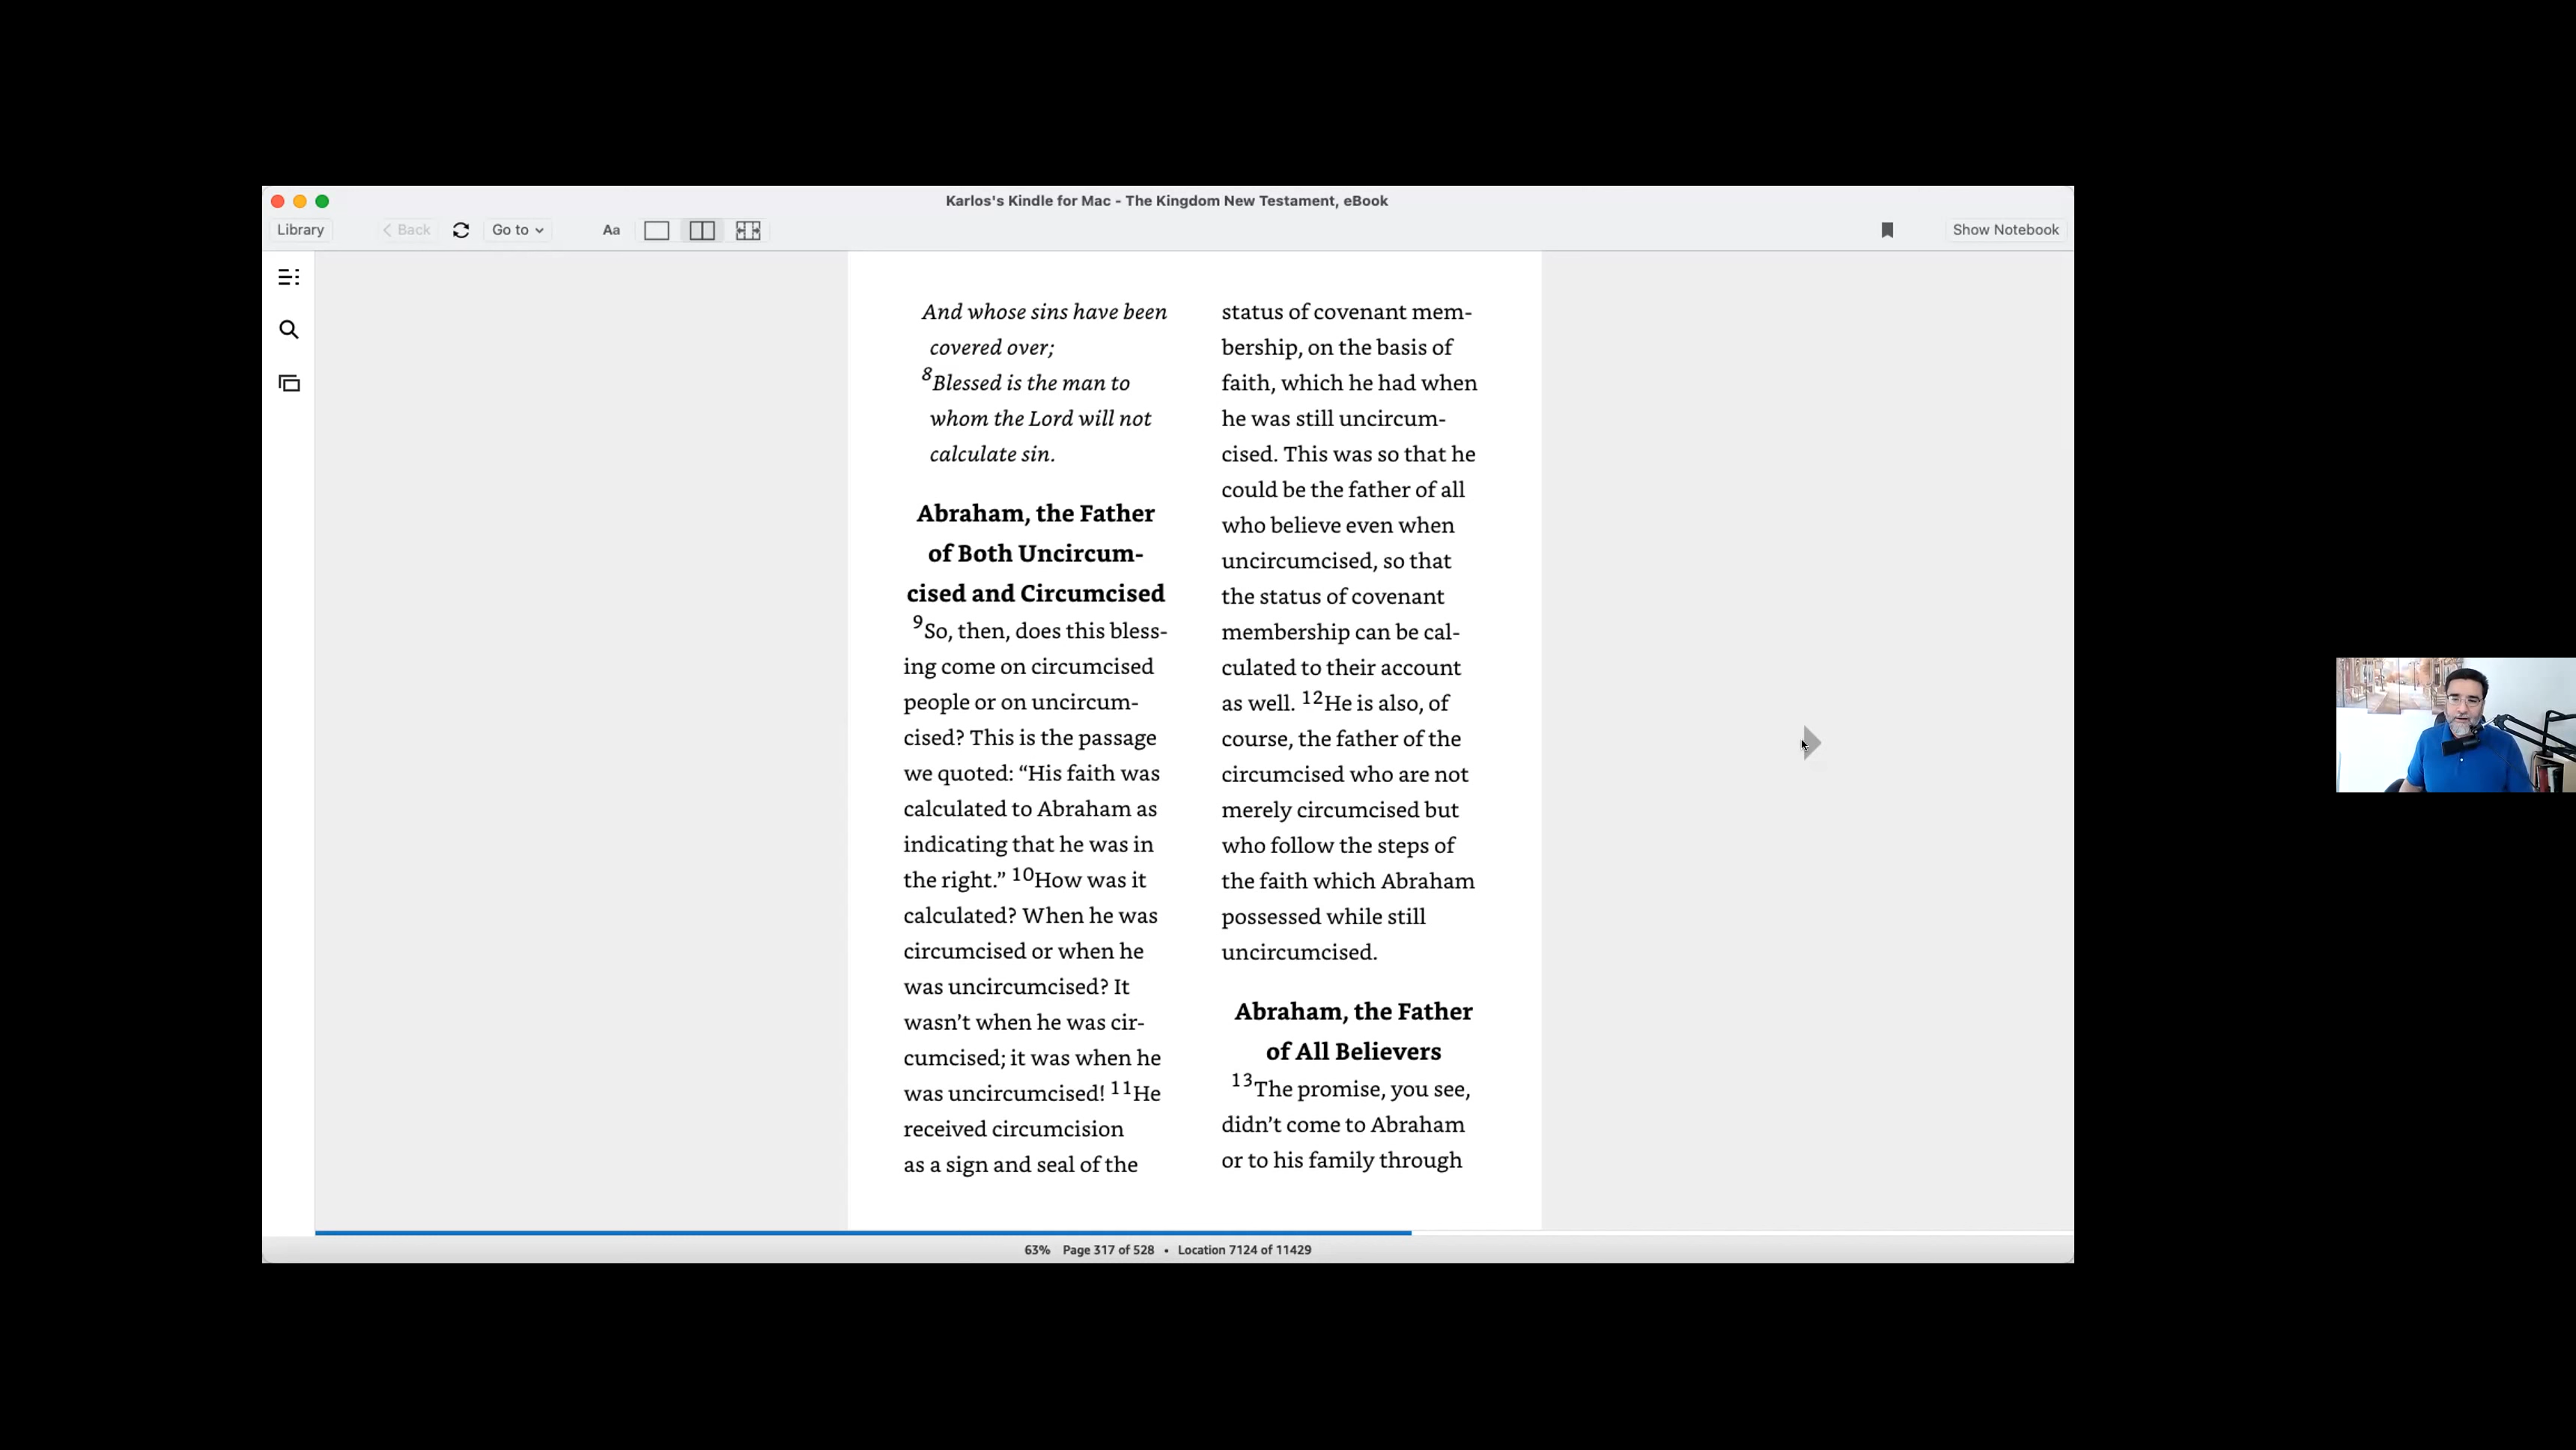 Karlos's Kindle for Mac - The Kingdom New Testament, eBook
Library
Back
Go to
Aa
Show Notebook
And whose sins have been
covered over;
8Blessed is the man to
whom the Lord will not
calculate sin.
Abraham, the Father
of Both Uncircum-
cised and Circumcised
9So, then, does this bless-
ing come on circumcised
people or on uncircum-
cised? This is the passage
we quoted: “His faith was
calculated to Abraham as
indicating that he was in
the right.” 10How was it
calculated? When he was
circumcised or when he
was uncircumcised? It
wasn’t when he was cir-
cumcised; it was when he
was uncircumcised! 11He
received circumcision
as a sign and seal of the
status of covenant mem-
bership, on the basis of
faith, which he had when
he was still uncircum-
cised. This was so that he
could be the father of all
who believe even when
uncircumcised, so that
the status of covenant
membership can be cal-
culated to their account
as well. 12He is also, of
course, the father of the
circumcised who are not
merely circumcised but
who follow the steps of
the faith which Abraham
possessed while still
uncircumcised.
Abraham, the Father
of All Believers
13The promise, you see,
didn’t come to Abraham
or to his family through
63% Page 317 of 528 • Location 7124 of 11429